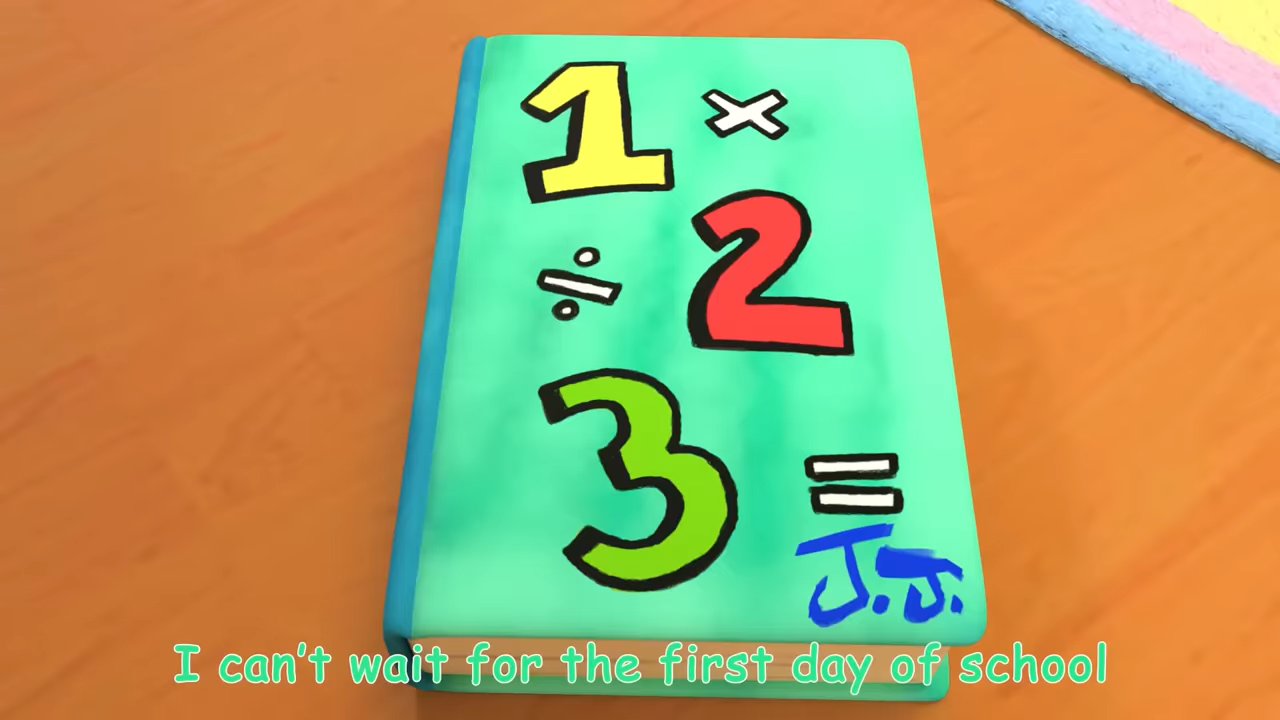 1 ×
÷ 2
3 =
J.J.
I can't wait for the first day of school